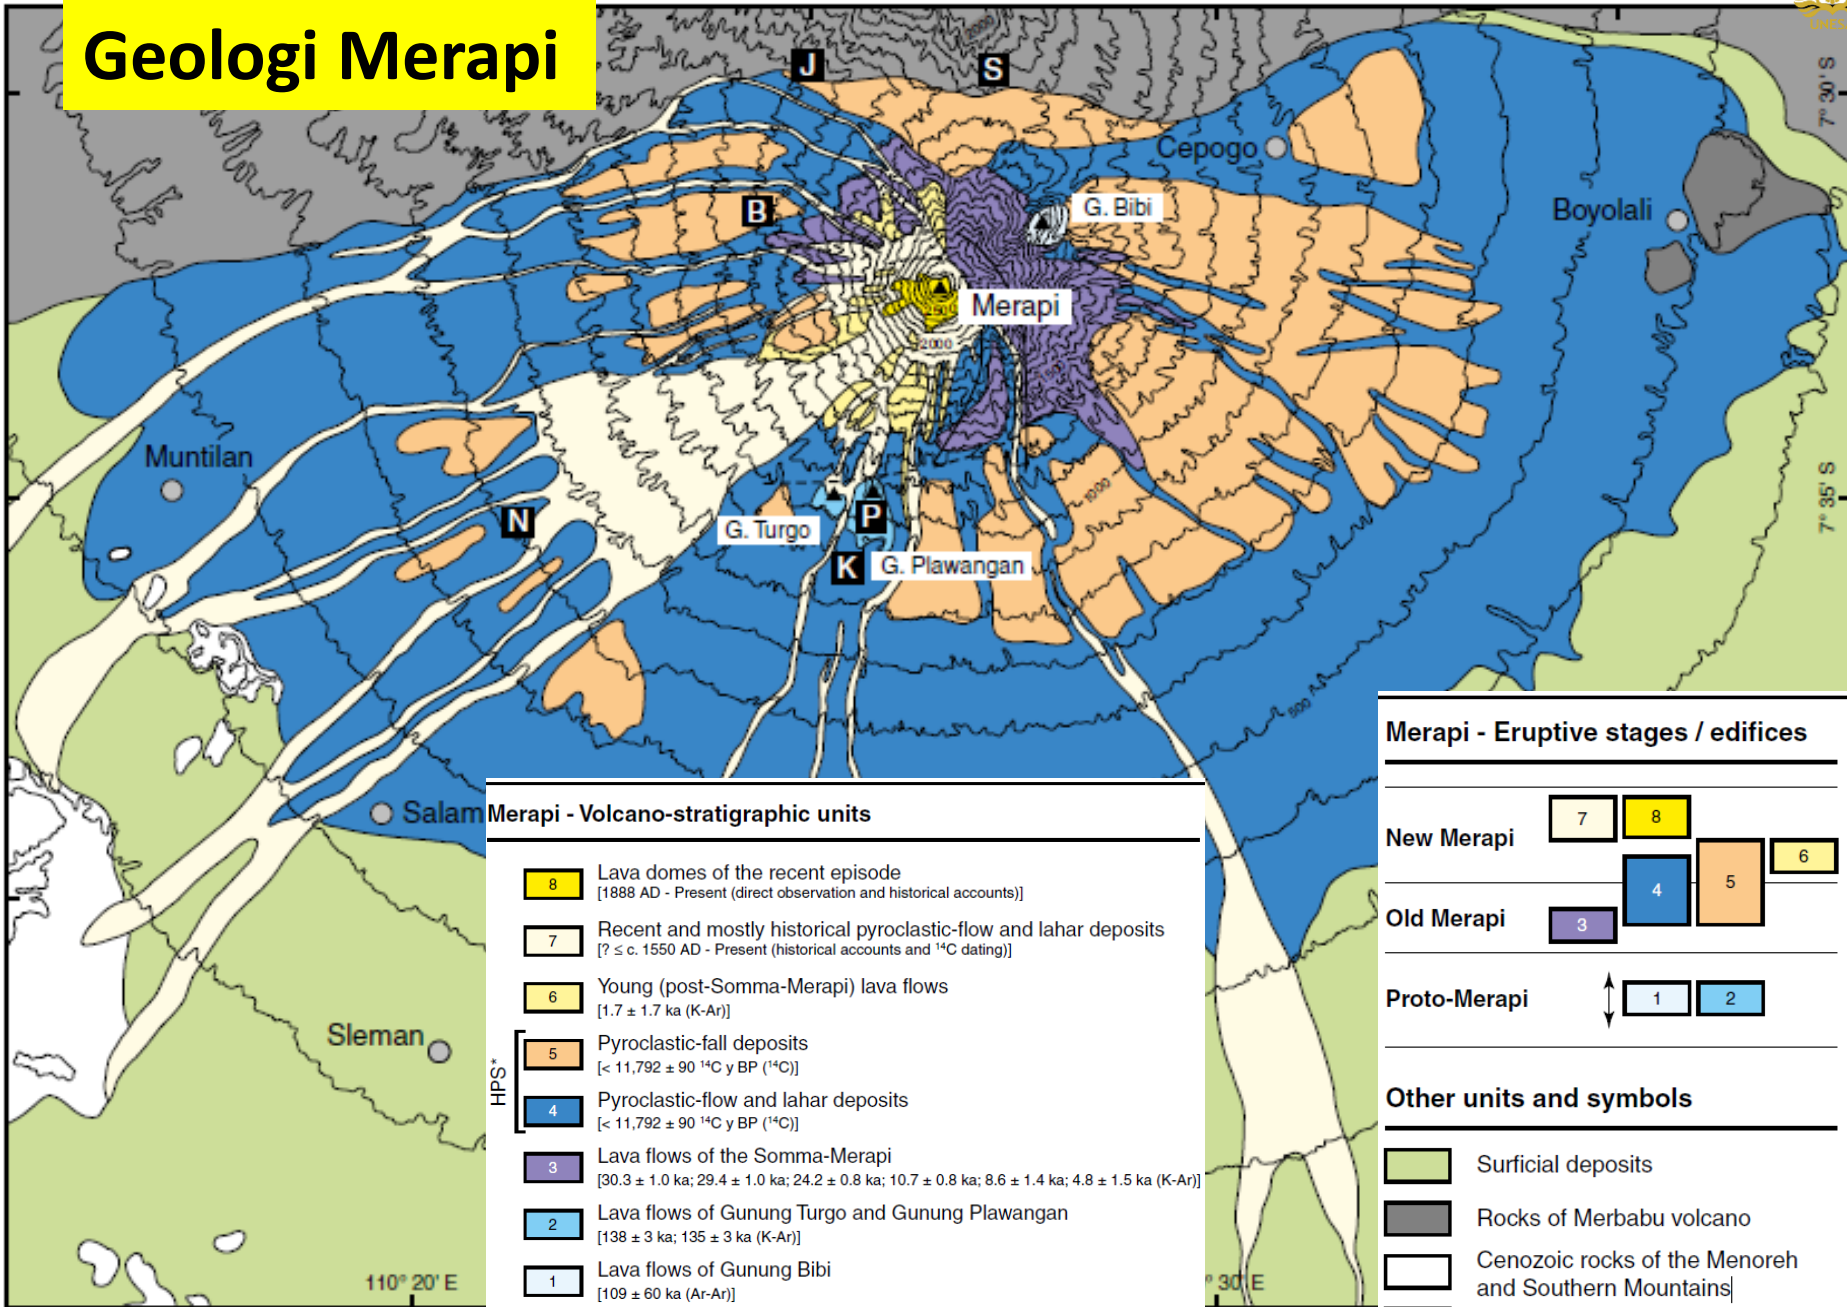 Geologi Merapi
UNES
J
S
2000
7° 30' S
Cepogo
B
G. Bibi
Boyolali
Merapi
2000
Muntilan
1000
7° 35' S
N
G. Turgo
P
K
G. Plawangan
500
Salam
Sleman
110° 20' E
° 30' E
Merapi - Volcano-stratigraphic units
8
Lava domes of the recent episode
[1888 AD - Present (direct observation and historical accounts)]
7
Recent and mostly historical pyroclastic-flow and lahar deposits
[? ≤ c. 1550 AD - Present (historical accounts and ¹⁴C dating)]
6
Young (post-Somma-Merapi) lava flows
[1.7 ± 1.7 ka (K-Ar)]
HPS*
5
Pyroclastic-fall deposits
[< 11,792 ± 90 ¹⁴C y BP (¹⁴C)]
4
Pyroclastic-flow and lahar deposits
[< 11,792 ± 90 ¹⁴C y BP (¹⁴C)]
3
Lava flows of the Somma-Merapi
[30.3 ± 1.0 ka; 29.4 ± 1.0 ka; 24.2 ± 0.8 ka; 10.7 ± 0.8 ka; 8.6 ± 1.4 ka; 4.8 ± 1.5 ka (K-Ar)]
2
Lava flows of Gunung Turgo and Gunung Plawangan
[138 ± 3 ka; 135 ± 3 ka (K-Ar)]
1
Lava flows of Gunung Bibi
[109 ± 60 ka (Ar-Ar)]
Merapi - Eruptive stages / edifices
New Merapi
7
8
4
5
6
Old Merapi
3
Proto-Merapi
1
2
Other units and symbols
Surficial deposits
Rocks of Merbabu volcano
Cenozoic rocks of the Menoreh
and Southern Mountains